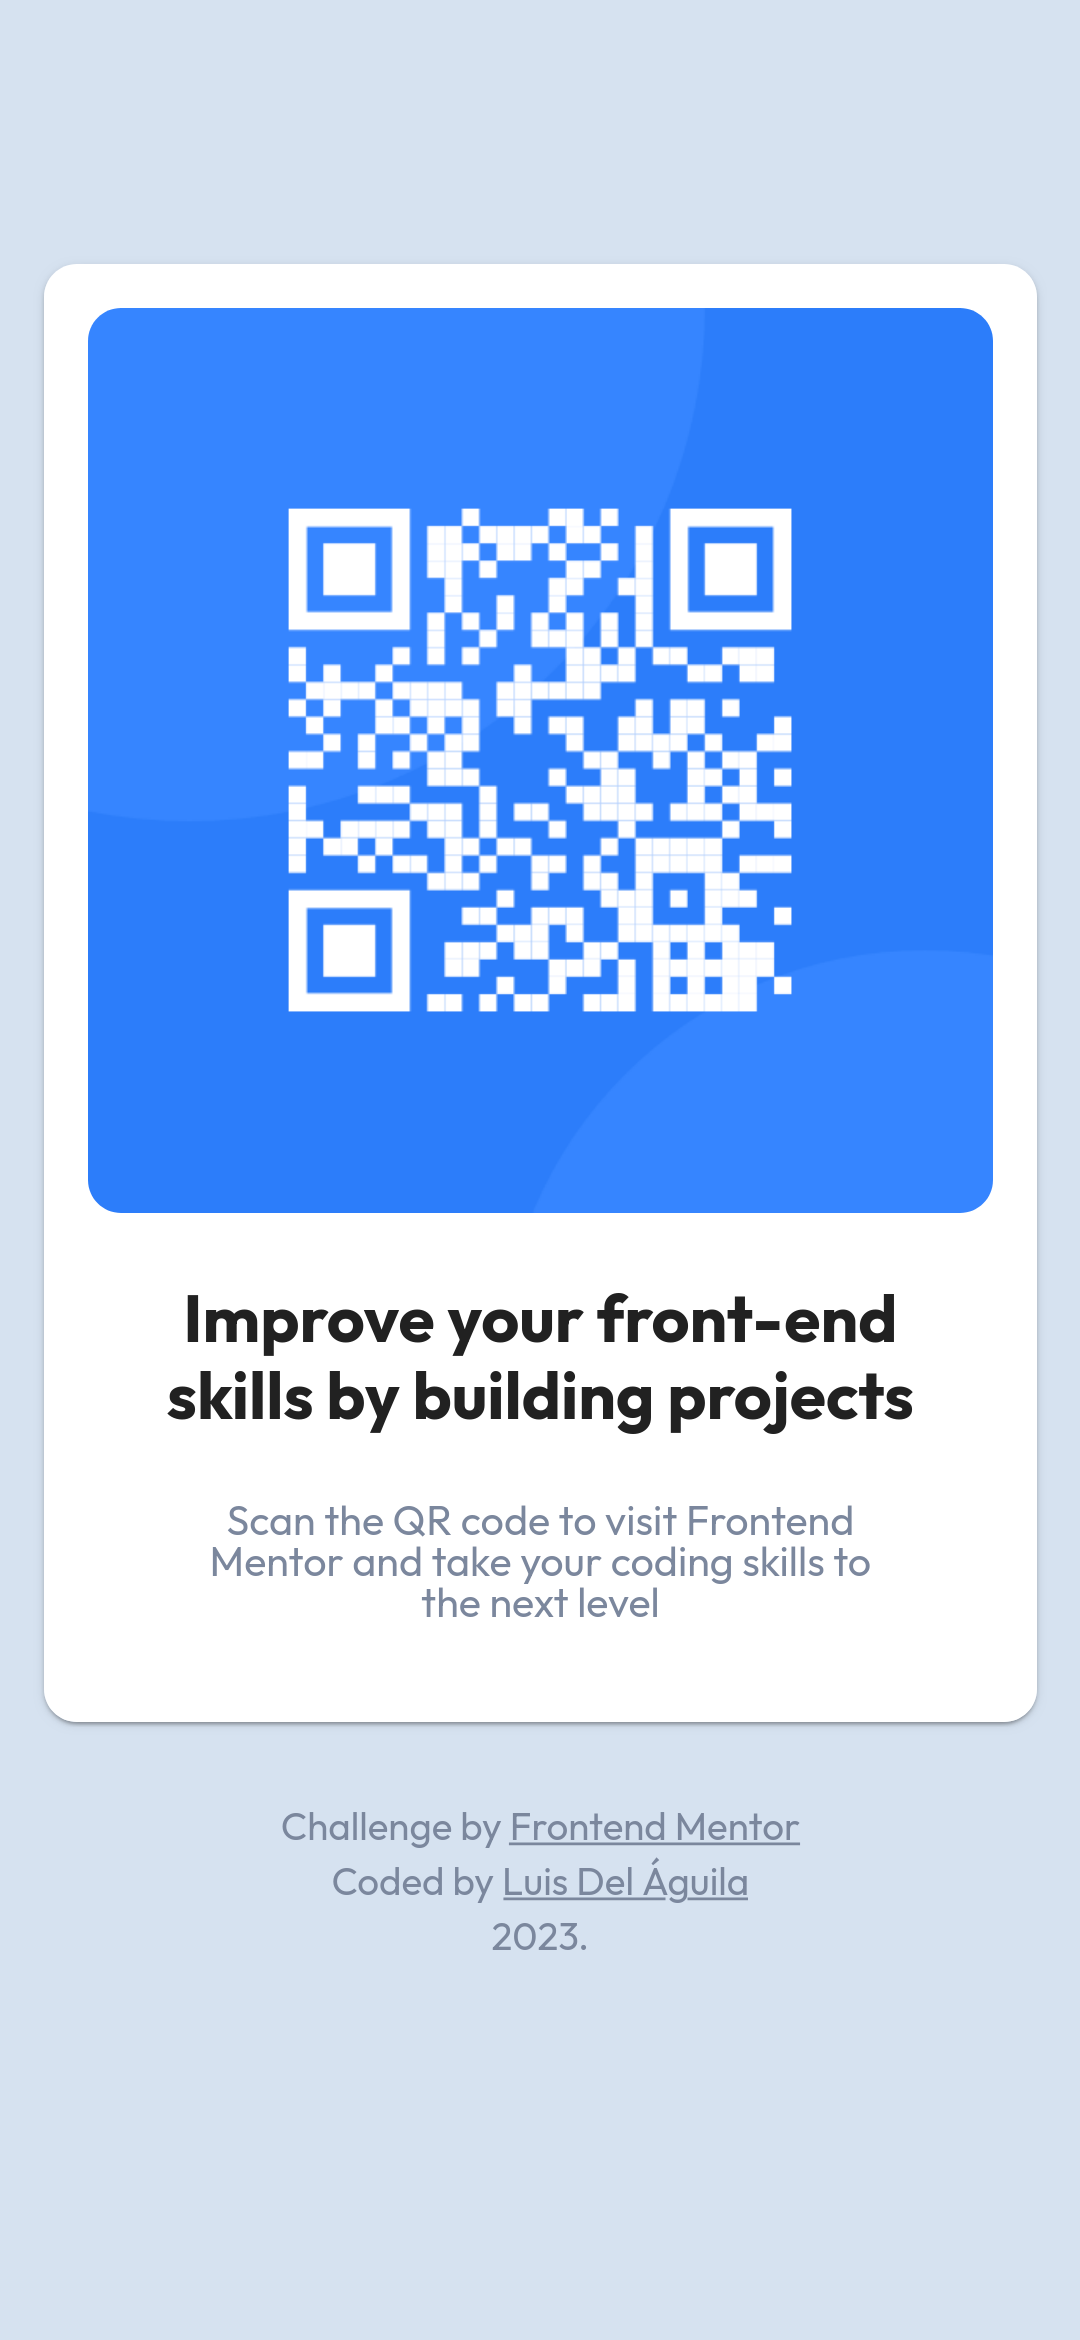 Improve your front-end
skills by building projects
Scan the QR code to visit Frontend
Mentor and take your coding skills to
the next level
Challenge by Frontend Mentor
Coded by Luis Del Águila
2023.